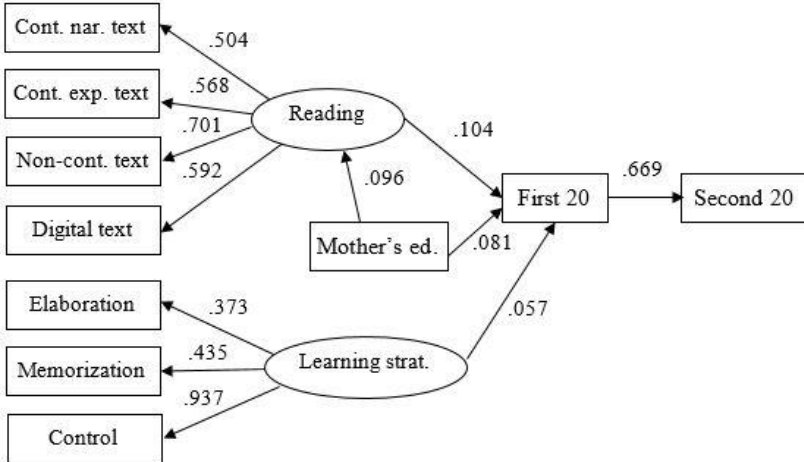 Cont. nar. text
.504
Cont. exp. text
.568
Reading
.701
.104
Non-cont. text
.592
.096
.669
First 20
Second 20
Digital text
Mother's ed.
.081
Elaboration
.373
.057
.435
Learning strat.
Memorization
.937
Control